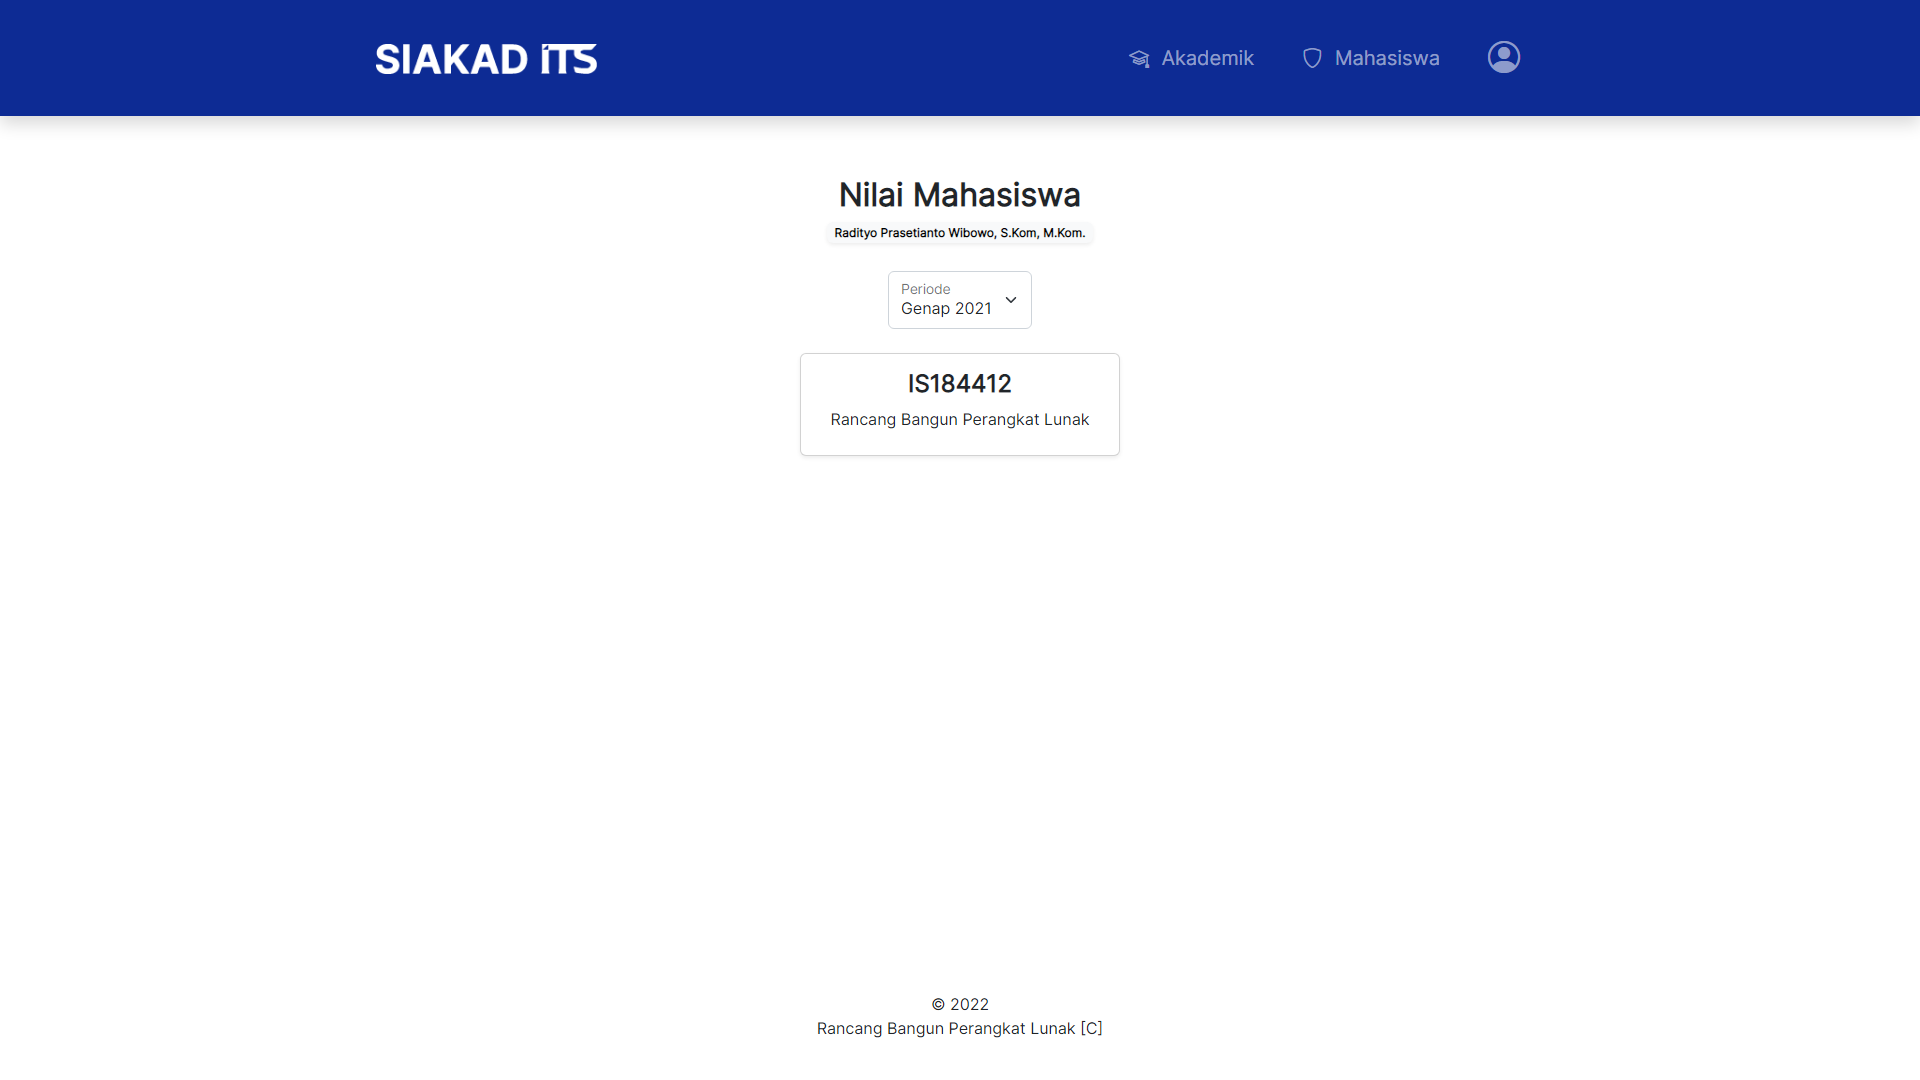 SIAKAD ITS
Akademik
Mahasiswa
Nilai Mahasiswa
Radityo Prasetianto Wibowo, S.Kom, M.Kom.
Periode
Genap 2021
IS184412
Rancang Bangun Perangkat Lunak
© 2022
Rancang Bangun Perangkat Lunak [C]